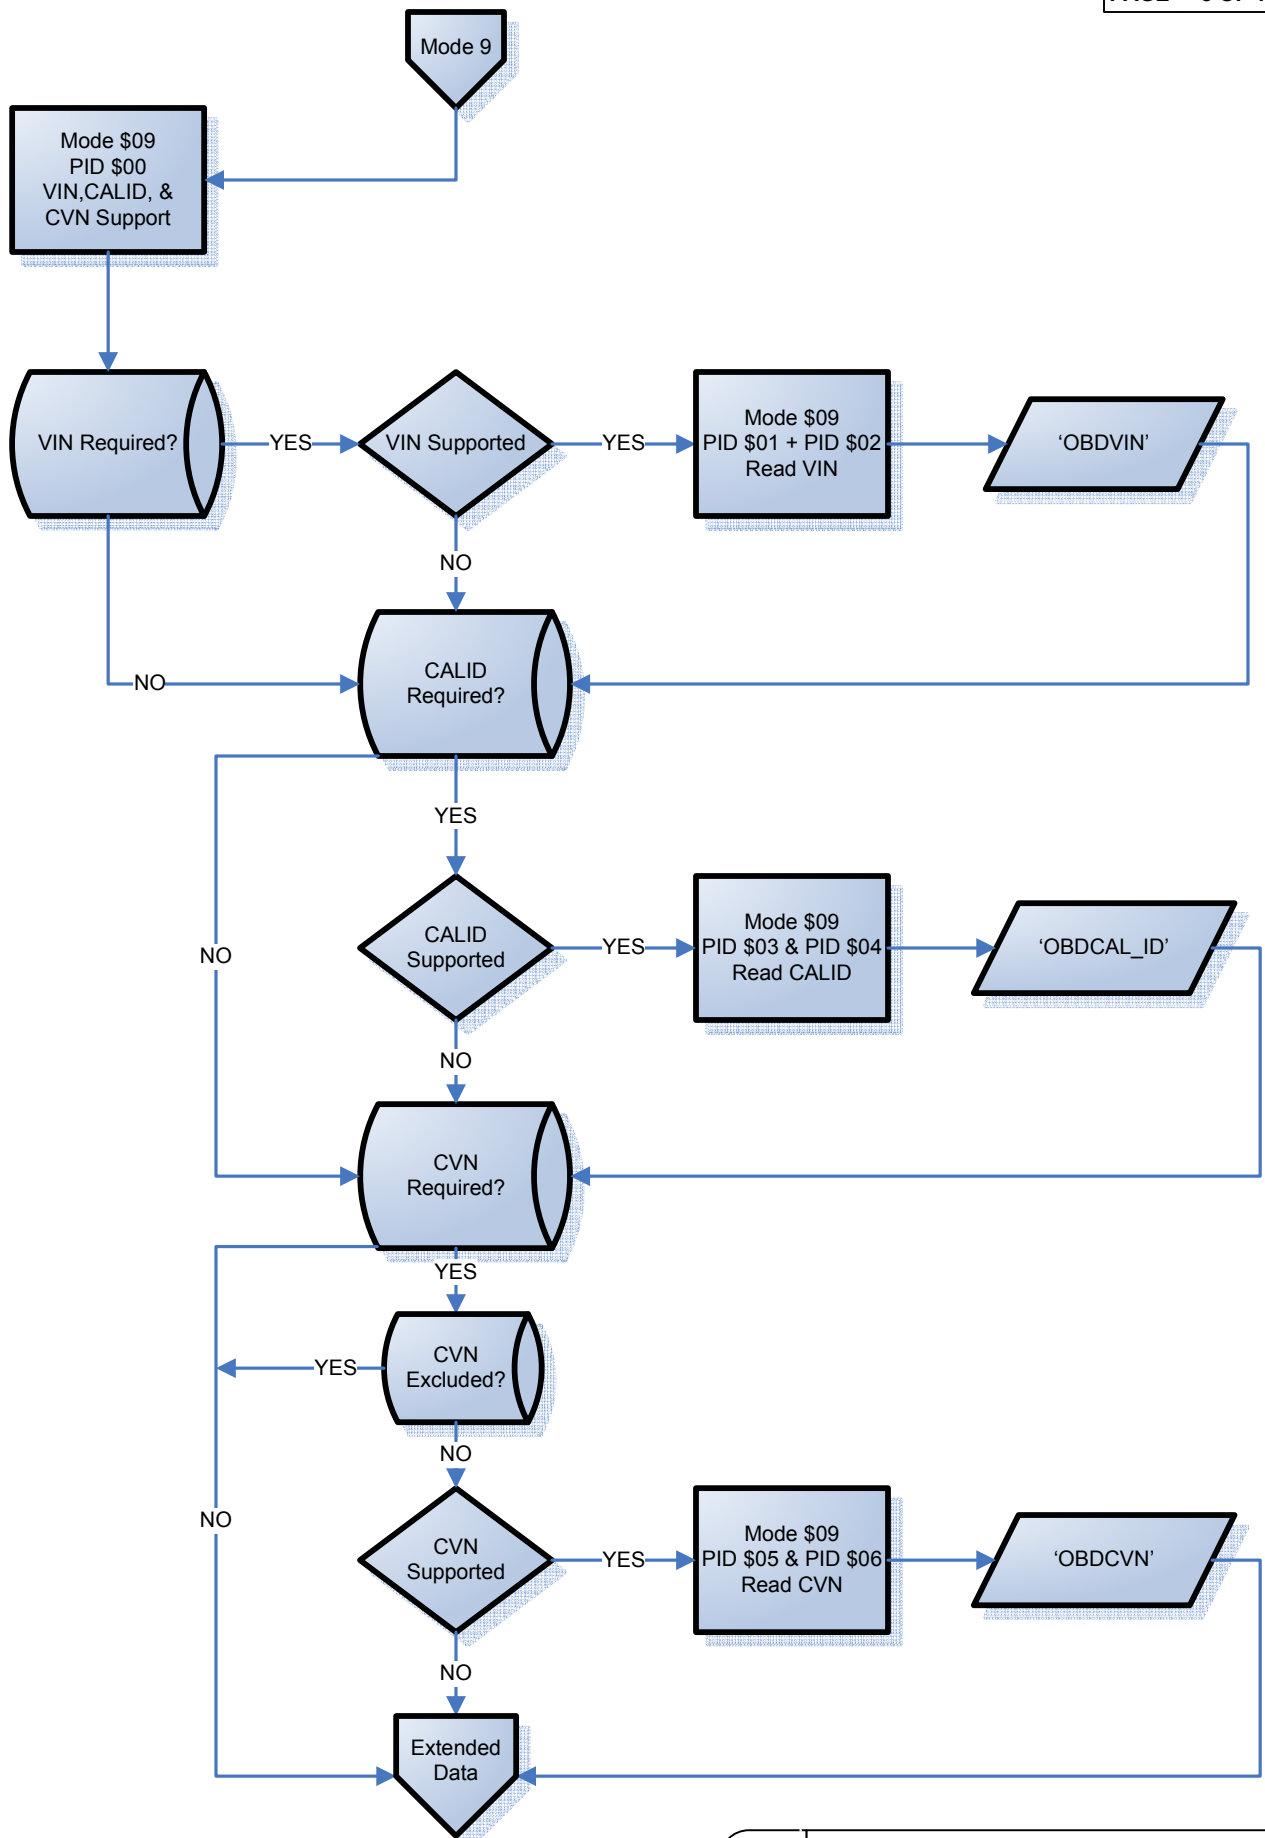 Mode 9
Mode $09
PID $00
VIN,CALID, &
CVN Support
VIN Required?
YES
VIN Supported
YES
Mode $09
PID $01 + PID $02
Read VIN
‘OBDVIN’
NO
NO
CALID
Required?
YES
NO
CALID
Supported
YES
Mode $09
PID $03 & PID $04
Read CALID
‘OBDCAL_ID’
NO
CVN
Required?
YES
CVN
Excluded?
YES
NO
NO
CVN
Supported
YES
Mode $09
PID $05 & PID $06
Read CVN
‘OBDCVN’
NO
Extended
Data